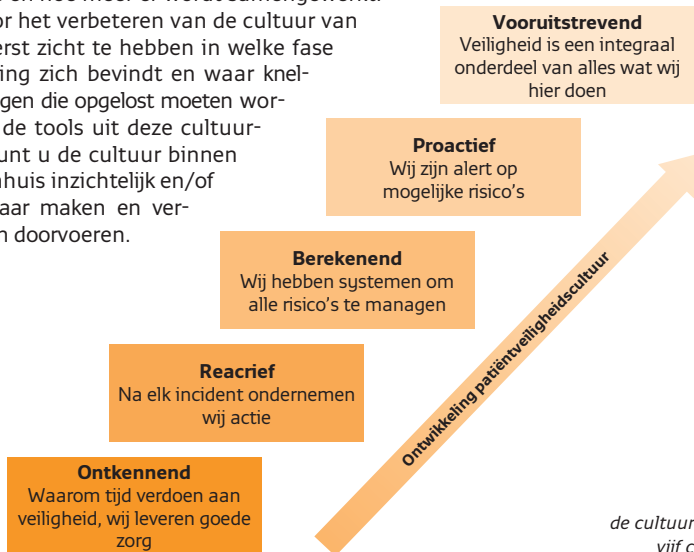 or het verbeteren van de cultuur van
erst zicht te hebben in welke fase
ing zich bevindt en waar knel-
gen die opgelost moeten wor-
de tools uit deze cultuur-
unt u de cultuur binnen
nhuis inzichtelijk en/of
aar maken en ver-
n doorvoeren.
Vooruitstrevend
Veiligheid is een integraal
onderdeel van alles wat wij
hier doen
Proactief
Wij zijn alert op
mogelijke risico's
Berekenend
Wij hebben systemen om
alle risico's te managen
Reacrief
Na elk incident ondernemen
wij actie
Ontkennend
Waarom tijd verdoen aan
veiligheid, wij leveren goede
zorg
Ontwikkeling patiëntveiligheidscultuur
de cultuur
vijf